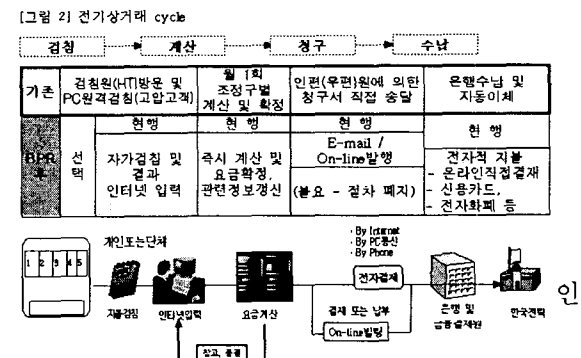 [그림 2] 전기상거래 cycle
검침 계산 청구 수납
기존
검침원(HT)방문 및
PC원격검침(고압고객)
월 1회
조정구별
계산 및 확정
인편(우편)원에 의한
청구서 직접 송달
은행수납 및
자동이체
BPR
후
선
택
현 행
자가검침 및
결과
인터넷 입력
현 행
즉시 계산 및
요금확정,
관련정보갱신
현 행
E-mail /
On-line발행
(불요 - 절차 폐지)
현 행
전자적 지불
- 온라인직접결재
- 신용카드,
- 전자화폐 등
개인또는단체
1 2 3 4 5
자율검침
인터넷입력
요금계산
· By Internet
· By PC통신
· By Phone
전자결재
결재 또는 납부
On-line빌링
은행 및
금융결재원
한국전력
인